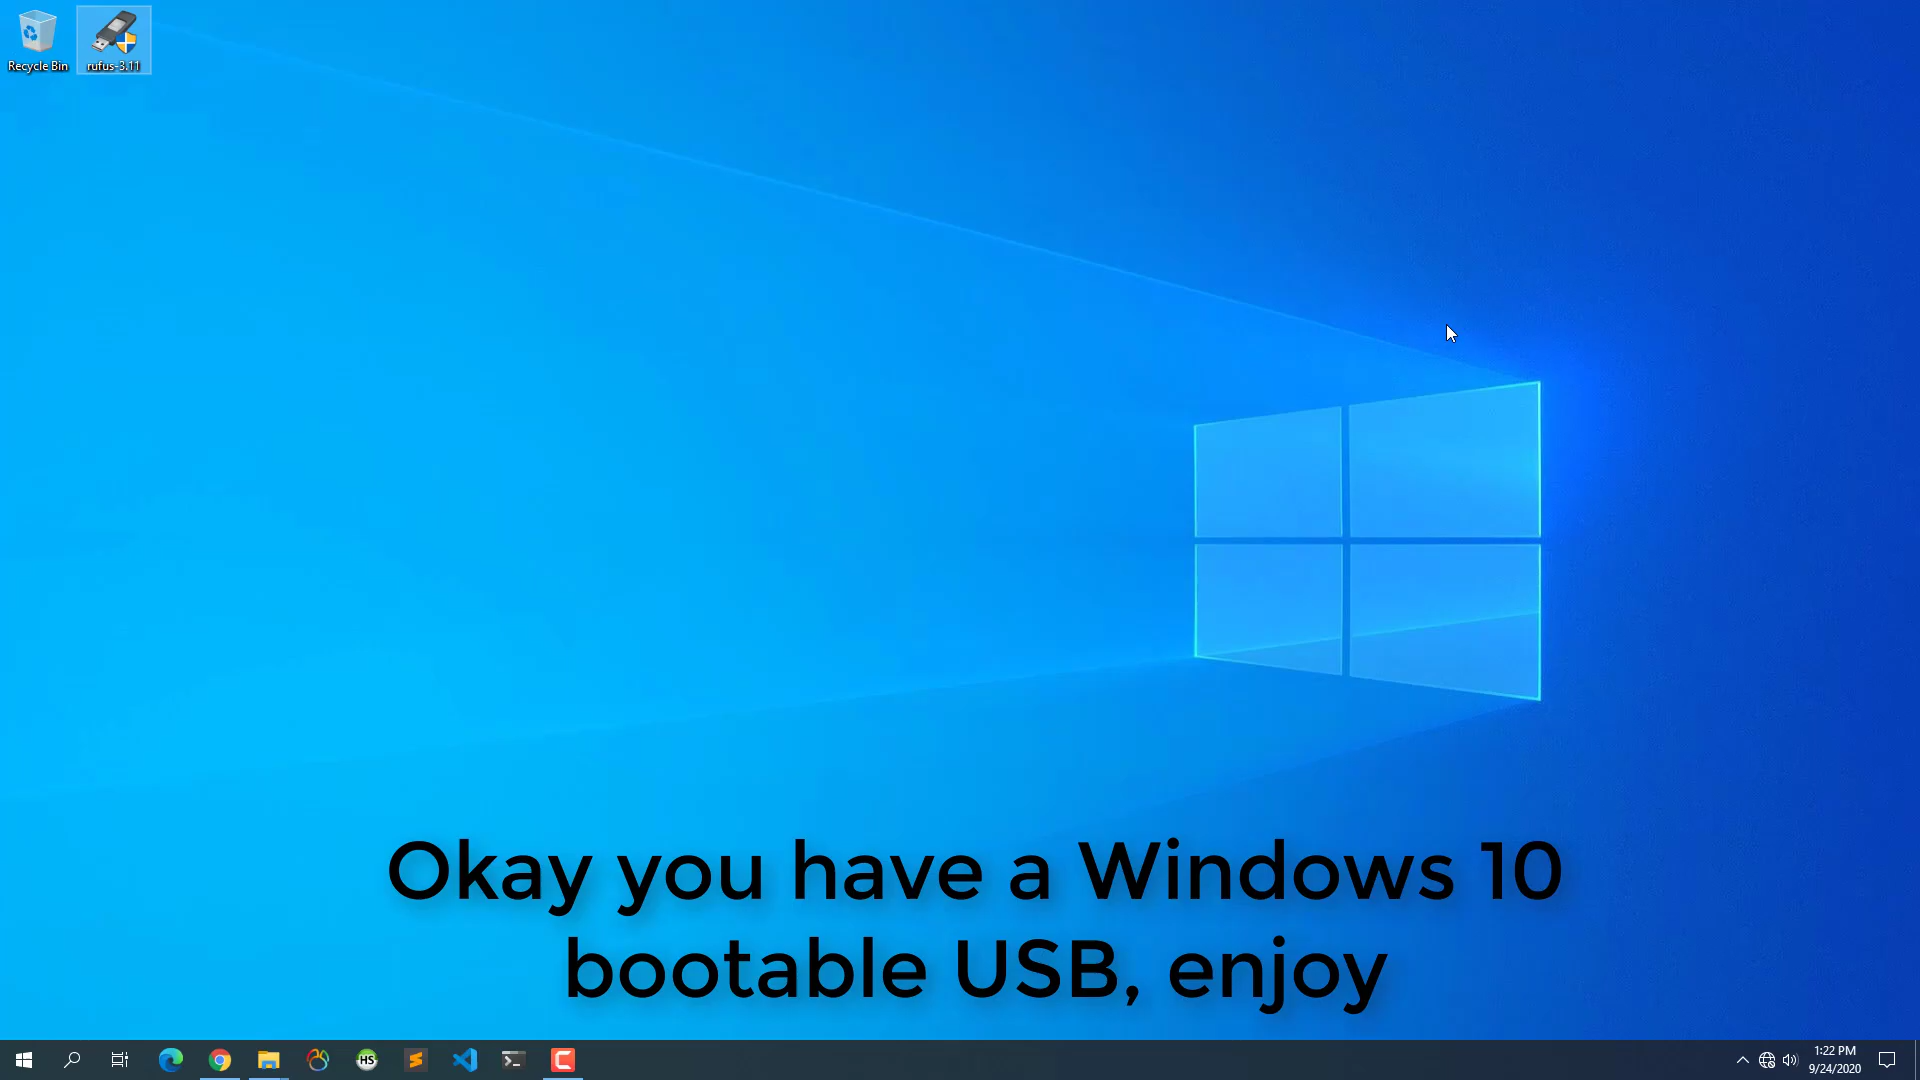 Recycle Bin
rufus-3.11
Okay you have a Windows 10
bootable USB, enjoy
HS
1:22 PM
9/24/2020